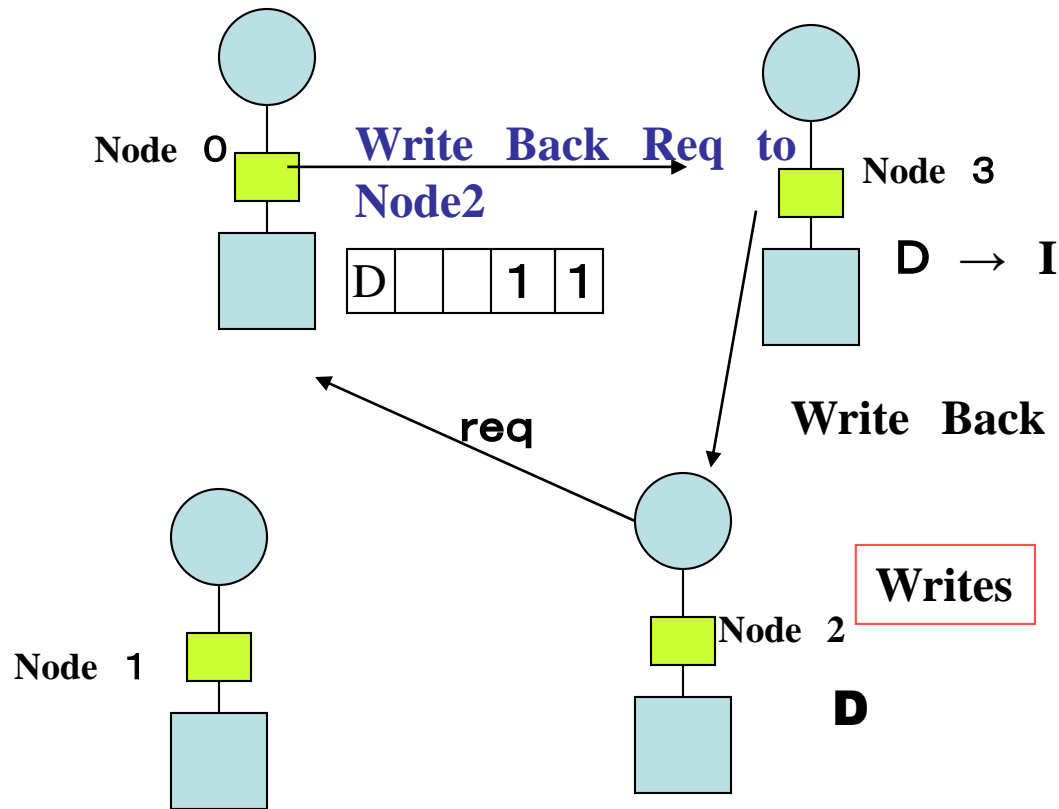 Node 0
Write Back Req to
Node2
Node 3
D 1 1
D → I
Write Back
req
Writes
Node 2
Node 1
D